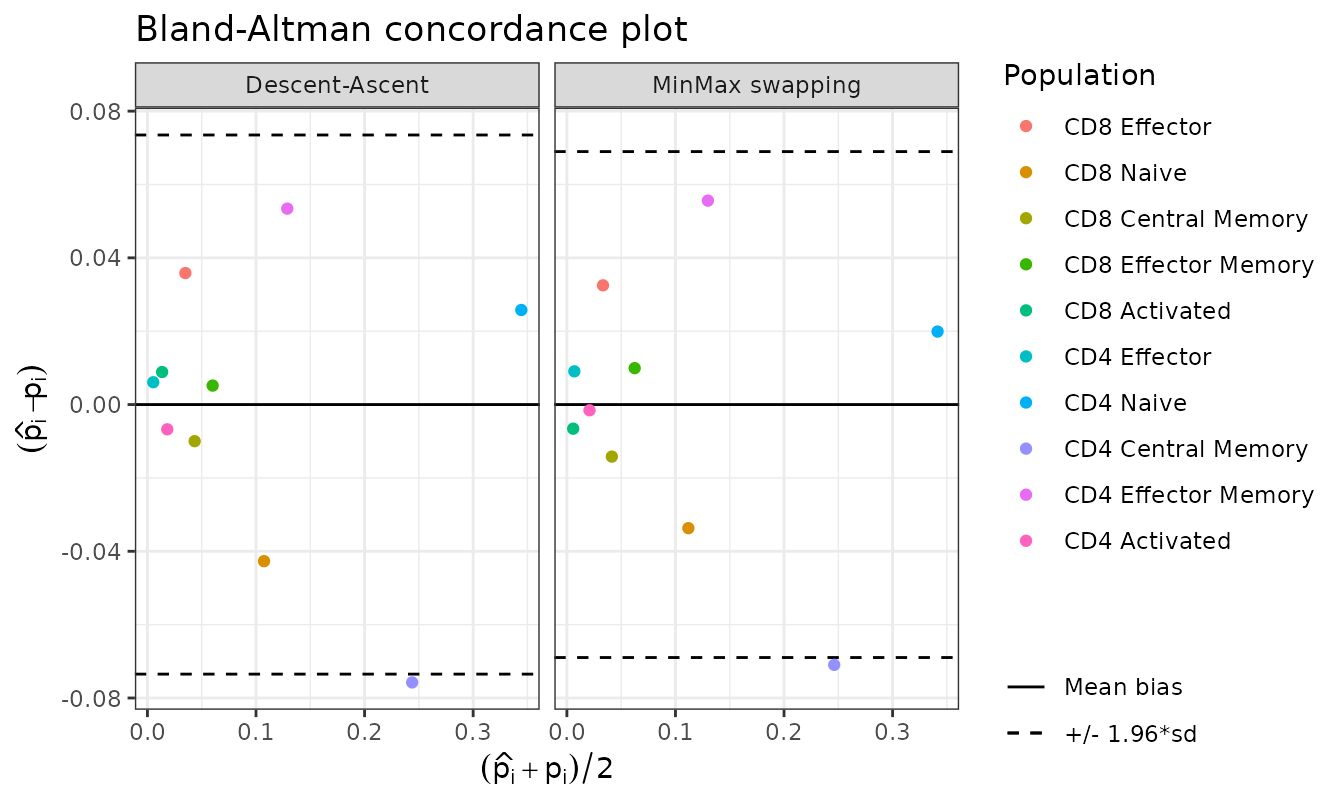 Bland-Altman concordance plot
Descent-Ascent
MinMax swapping
0.08
0.04
0.00
-0.04
-0.08
(p̂ᵢ−pᵢ)
0.0 0.1 0.2 0.3
0.0 0.1 0.2 0.3
(p̂ᵢ+pᵢ)/2
Population
CD8 Effector
CD8 Naive
CD8 Central Memory
CD8 Effector Memory
CD8 Activated
CD4 Effector
CD4 Naive
CD4 Central Memory
CD4 Effector Memory
CD4 Activated
Mean bias
+/- 1.96*sd